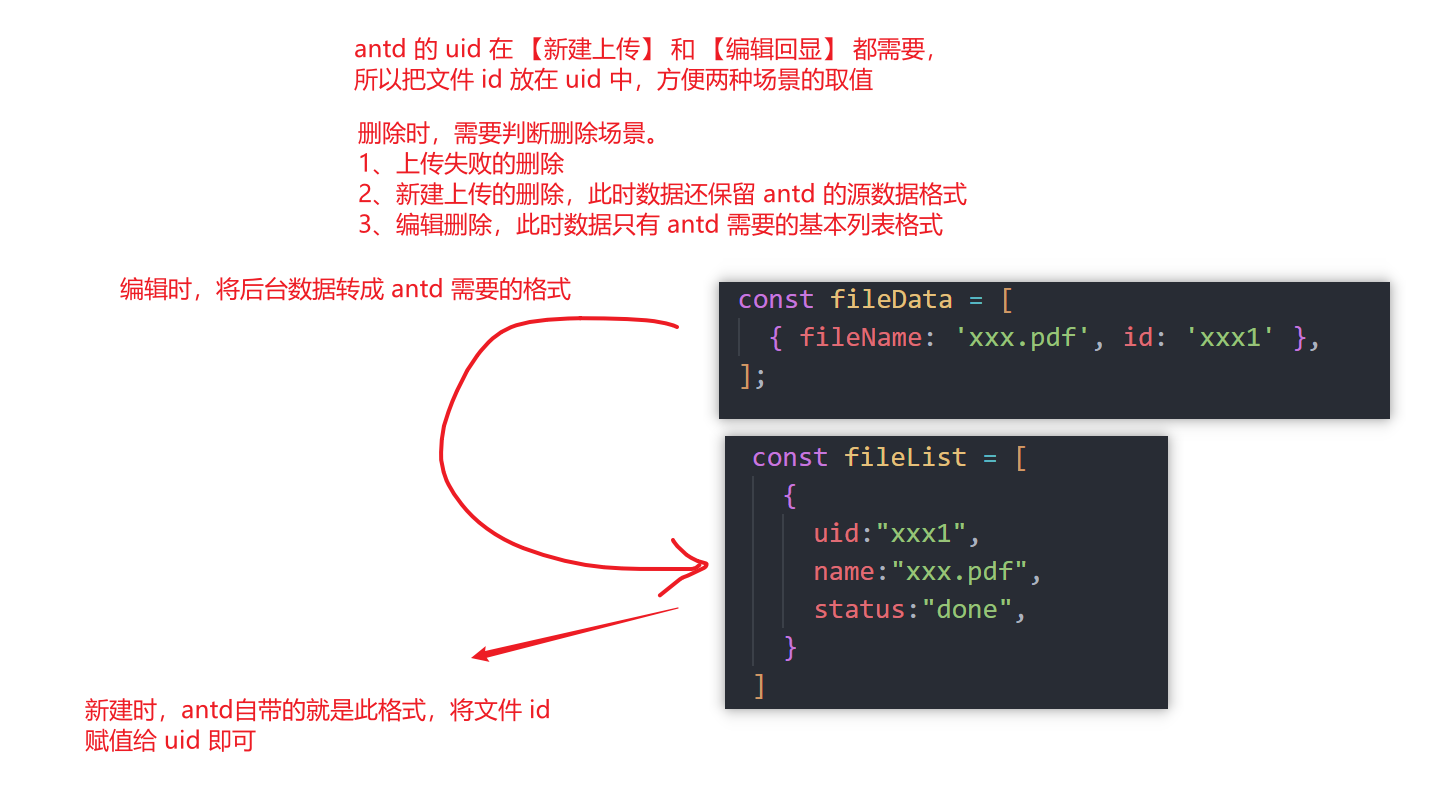 antd 的 uid 在 【新建上传】 和 【编辑回显】 都需要，
所以把文件 id 放在 uid 中，方便两种场景的取值
删除时，需要判断删除场景。
1、上传失败的删除
2、新建上传的删除，此时数据还保留 antd 的源数据格式
3、编辑删除，此时数据只有 antd 需要的基本列表格式
编辑时，将后台数据转成 antd 需要的格式
const fileData = [
{ fileName: 'xxx.pdf', id: 'xxx1' },
];
const fileList = [
{
uid:"xxx1",
name:"xxx.pdf",
status:"done",
}
]
新建时，antd自带的就是此格式，将文件 id
赋值给 uid 即可